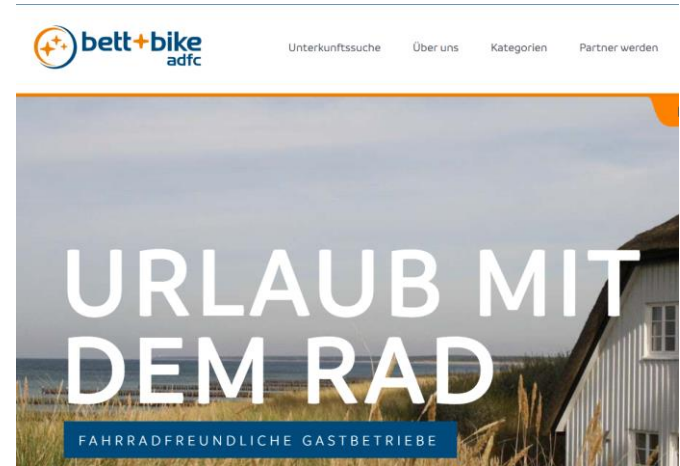 bett+bike
adfc
Unterkunftssuche Über uns Kategorien Partner werden
URLAUB MIT
DEM RAD
FAHRRADFREUNDLICHE GASTBETRIEBE